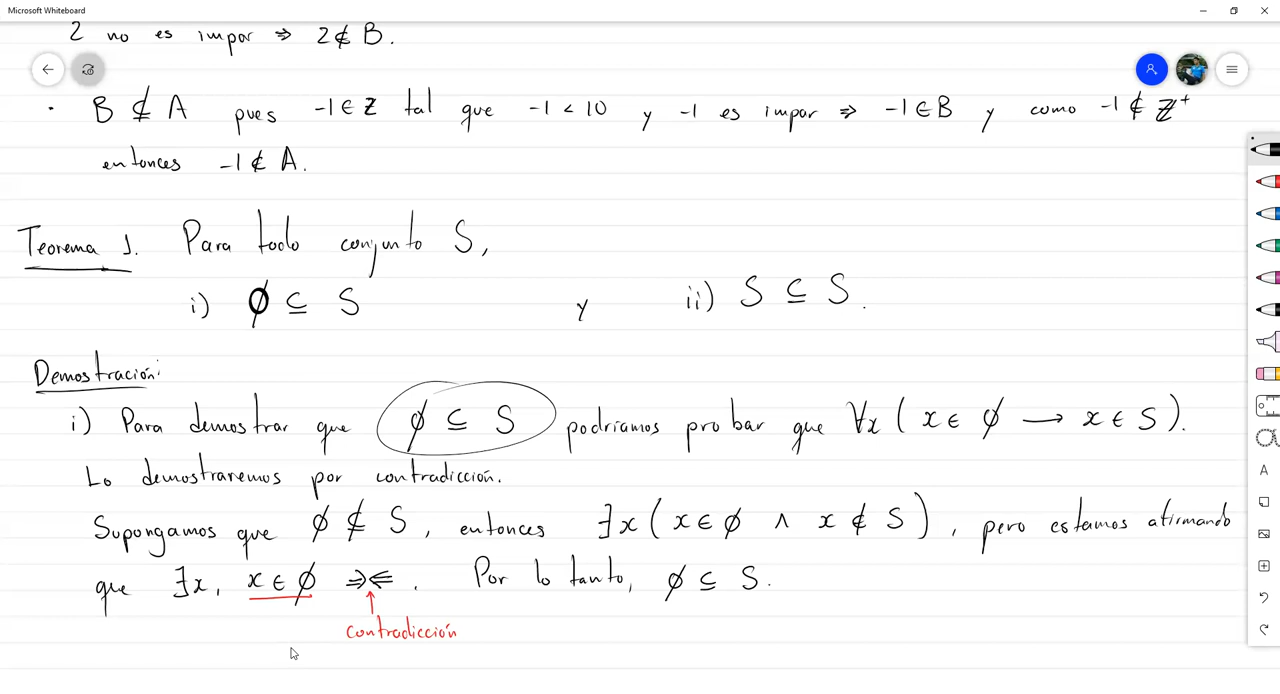 Microsoft Whiteboard
2 no es impar ⇒ 2 ∉ B.
· B ⊈ A pues -1 ∈ Z tal que -1 < 10 y -1 es impar ⇒ -1 ∈ B y como -1 ∉ Z⁺
entonces -1 ∉ A.
Teorema 1. Para todo conjunto S,
i) ∅ ⊆ S y ii) S ⊆ S.
Demostración:
i) Para demostrar que ∅ ⊆ S podríamos probar que ∀x ( x ∈ ∅ → x ∈ S ).
Lo demostraremos por contradicción.
Supongamos que ∅ ⊈ S, entonces ∃x ( x ∈ ∅ ∧ x ∉ S ), pero estamos afirmando
que ∃x, x ∈ ∅ ⇒⇐. Por lo tanto, ∅ ⊆ S.
contradicción
A